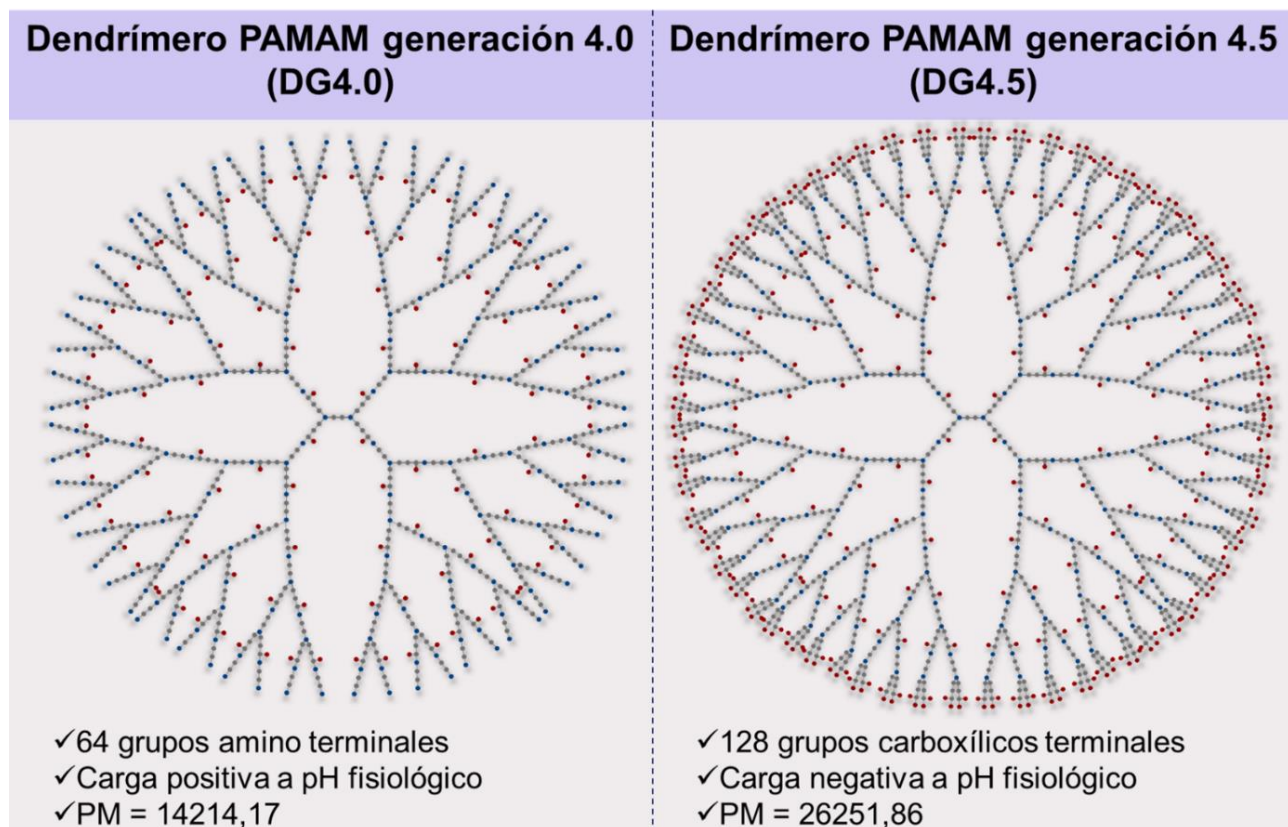 Dendrímero PAMAM generación 4.0
(DG4.0)
Dendrímero PAMAM generación 4.5
(DG4.5)
✓64 grupos amino terminales
✓Carga positiva a pH fisiológico
✓PM = 14214,17
✓128 grupos carboxílicos terminales
✓Carga negativa a pH fisiológico
✓PM = 26251,86